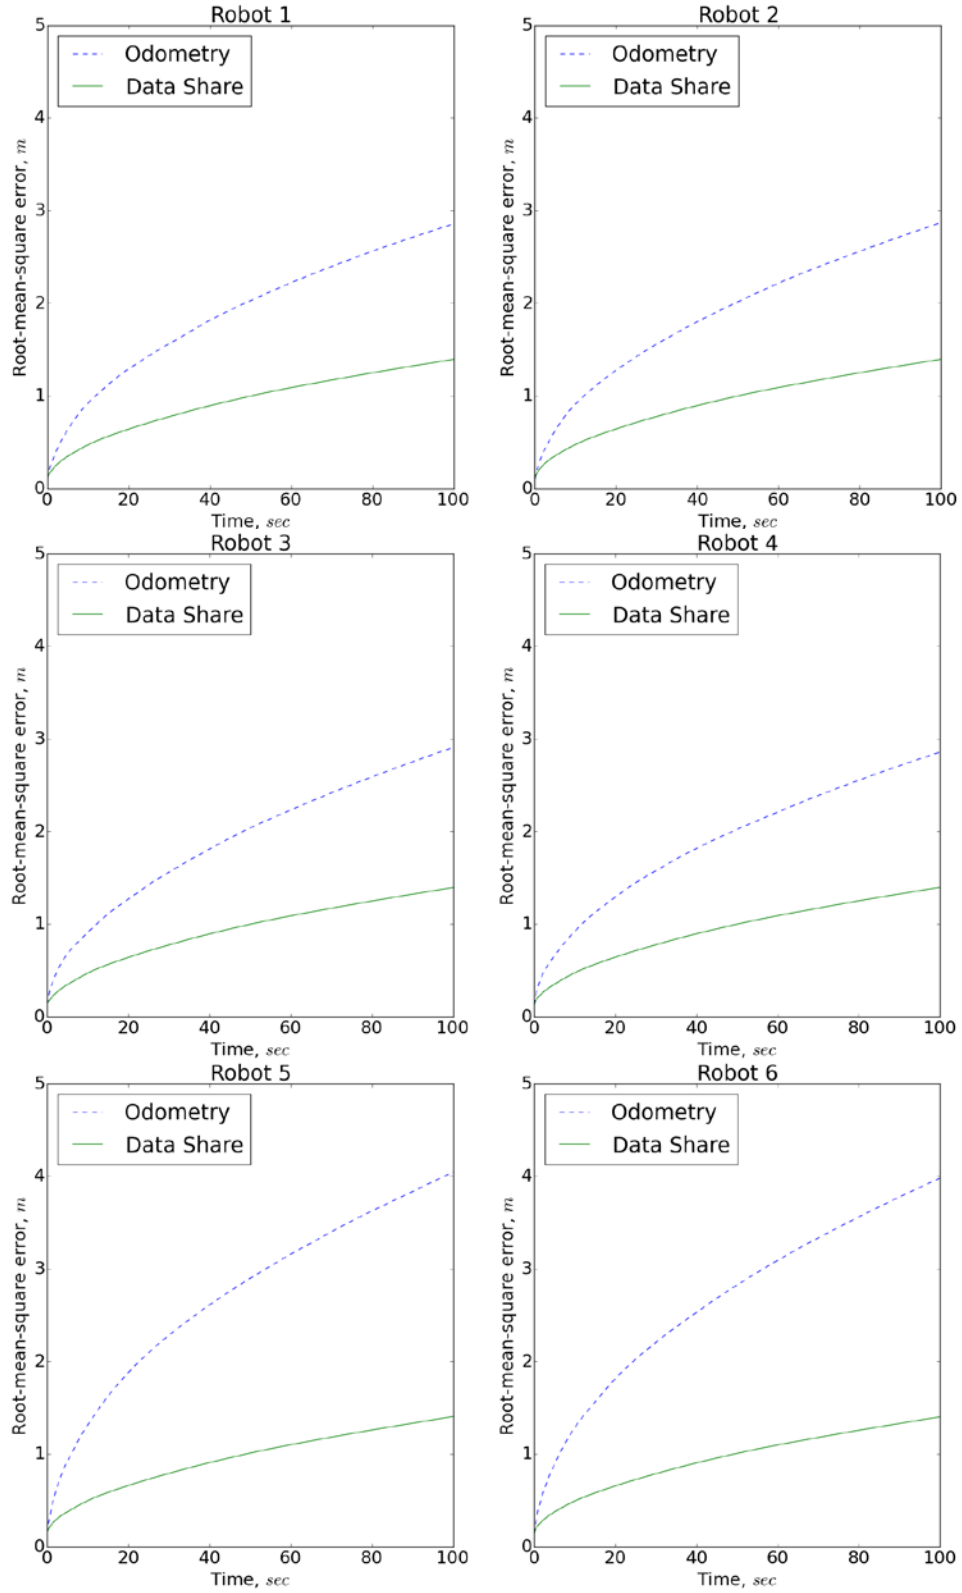 Robot 1
Odometry
Data Share
5
4
3
2
1
0
Root-mean-square error, m
0 20 40 60 80 100
Time, sec
Robot 2
Odometry
Data Share
5
4
3
2
1
0
Root-mean-square error, m
0 20 40 60 80 100
Time, sec
Robot 3
Odometry
Data Share
5
4
3
2
1
0
Root-mean-square error, m
0 20 40 60 80 100
Time, sec
Robot 4
Odometry
Data Share
5
4
3
2
1
0
Root-mean-square error, m
0 20 40 60 80 100
Time, sec
Robot 5
Odometry
Data Share
5
4
3
2
1
0
Root-mean-square error, m
0 20 40 60 80 100
Time, sec
Robot 6
Odometry
Data Share
5
4
3
2
1
0
Root-mean-square error, m
0 20 40 60 80 100
Time, sec